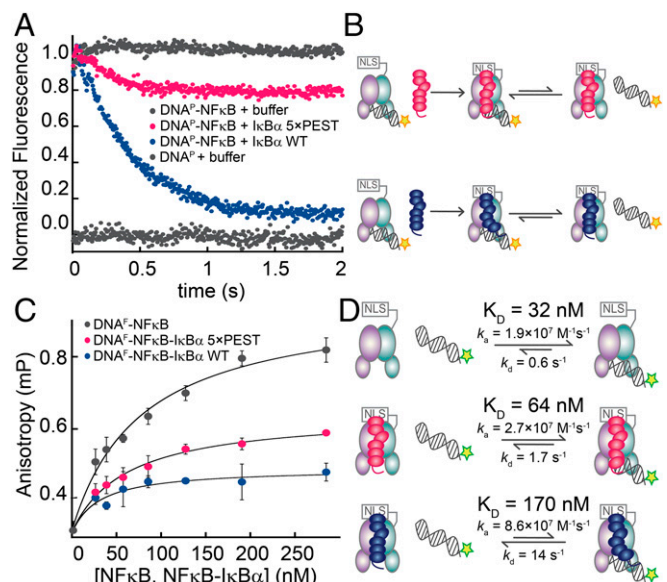 A
Normalized Fluorescence
1.0
0.8
0.6
0.4
0.2
0.0
DNAᴾ-NFκB + buffer
DNAᴾ-NFκB + IκBα 5×PEST
DNAᴾ-NFκB + IκBα WT
DNAᴾ + buffer
0
0.5
1
1.5
2
time (s)
B
NLS
NLS
NLS
NLS
NLS
NLS
C
Anisotropy (mP)
0.8
0.6
0.4
DNAF-NFκB
DNAF-NFκB-IκBα 5×PEST
DNAF-NFκB-IκBα WT
0
50
100
150
200
250
[NFκB, NFκB-IκBα] (nM)
D
NLS
KD = 32 nM
ka = 1.9×10⁷ M⁻¹s⁻¹
kd = 0.6 s⁻¹
NLS
NLS
KD = 64 nM
ka = 2.7×10⁷ M⁻¹s⁻¹
kd = 1.7 s⁻¹
NLS
NLS
KD = 170 nM
ka = 8.6×10⁷ M⁻¹s⁻¹
kd = 14 s⁻¹
NLS